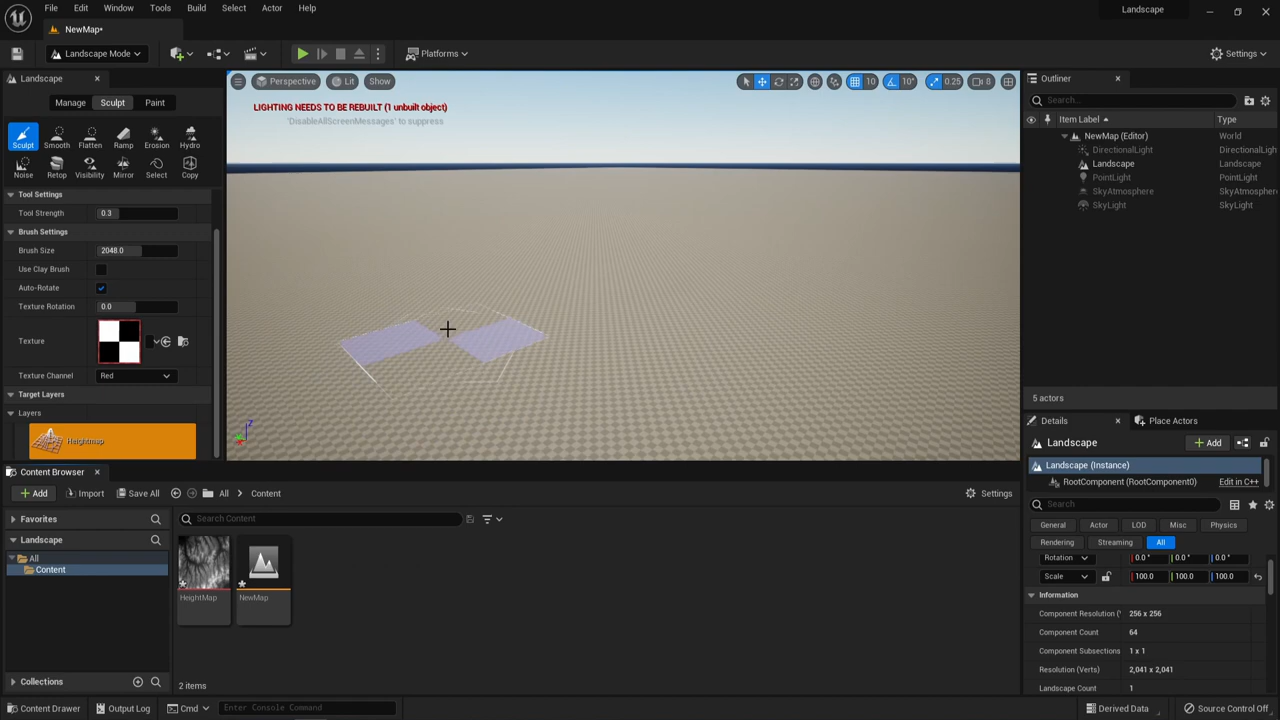 File Edit Window Tools Build Select Actor Help
Landscape
NewMap*
Landscape Mode
Platforms
Settings
Landscape
Manage Sculpt Paint
Sculpt Smooth Flatten Ramp Erosion Hydro
Noise Retop Visibility Mirror Select Copy
Tool Settings
Tool Strength 0.3
Brush Settings
Brush Size 2048.0
Use Clay Brush
Auto-Rotate
Texture Rotation 0.0
Texture
Texture Channel Red
Target Layers
Layers
Heightmap
Perspective Lit Show
10 10° 0.25 8
LIGHTING NEEDS TO BE REBUILT (1 unbuilt object)
'DisableAllScreenMessages' to suppress
Z
Outliner
Search...
Item Label Type
NewMap (Editor) World
DirectionalLight DirectionalLigh
Landscape Landscape
PointLight PointLight
SkyAtmosphere SkyAtmosphere
SkyLight SkyLight
5 actors
Details Place Actors
Landscape Add
Landscape (Instance)
RootComponent (RootComponent0) Edit in C++
Search
General Actor LOD Misc Physics
Rendering Streaming All
Rotation 0.0° 0.0° 0.0°
Scale 100.0 100.0 100.0
Information
Component Resolution (V 256 x 256
Component Count 64
Component Subsections 1 x 1
Resolution (Verts) 2,041 x 2,041
Landscape Count 1
Content Browser
Add Import Save All All Content
Settings
Favorites
Search Content
Landscape
All
Content
HeightMap NewMap
Collections
2 items
Content Drawer Output Log Cmd Enter Console Command
Derived Data Source Control Off